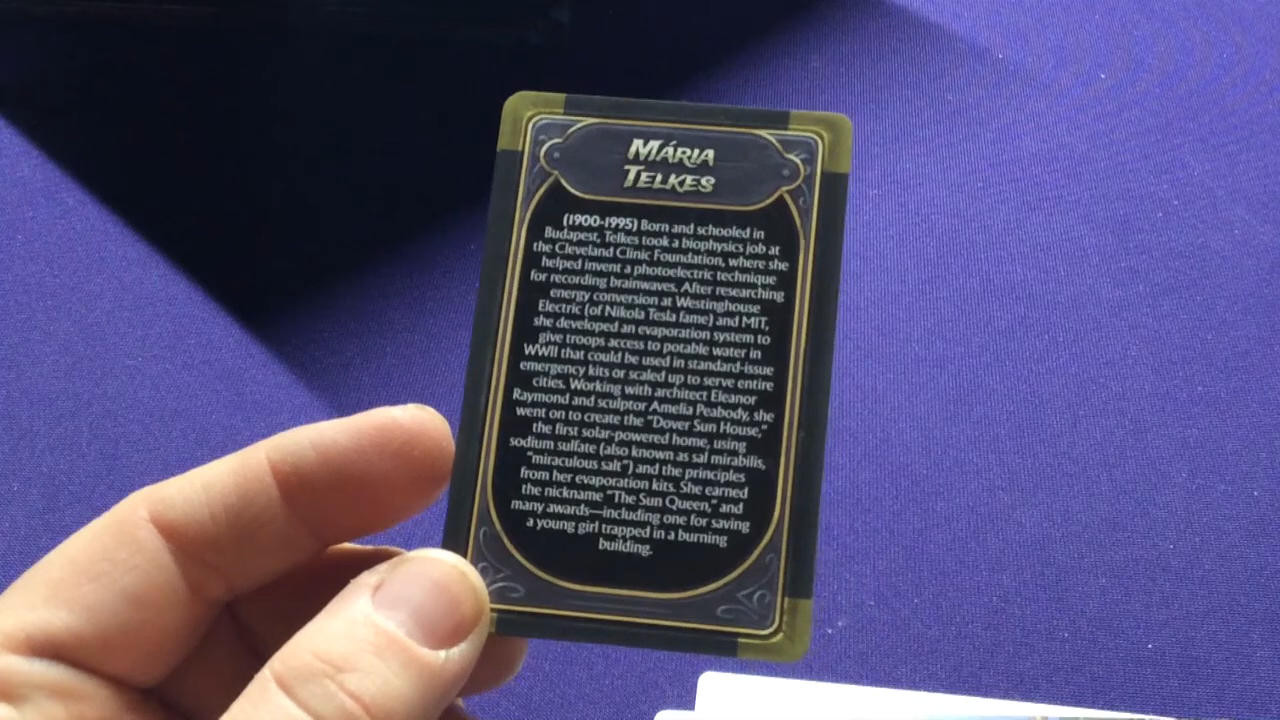 MÁRIA
TELKES
(1900-1995) Born and schooled in
Budapest, Telkes took a biophysics job at
the Cleveland Clinic Foundation, where she
helped invent a photoelectric technique
for recording brainwaves. After researching
energy conversion at Westinghouse
Electric (of Nikola Tesla fame) and MIT,
she developed an evaporation system to
give troops access to potable water in
WWII that could be used in standard-issue
emergency kits or scaled up to serve entire
cities. Working with architect Eleanor
Raymond and sculptor Amelia Peabody, she
went on to create the “Dover Sun House,”
the first solar-powered home, using
sodium sulfate (also known as sal mirabilis,
“miraculous salt”) and the principles
from her evaporation kits. She earned
the nickname “The Sun Queen,” and
many awards—including one for saving
a young girl trapped in a burning
building.